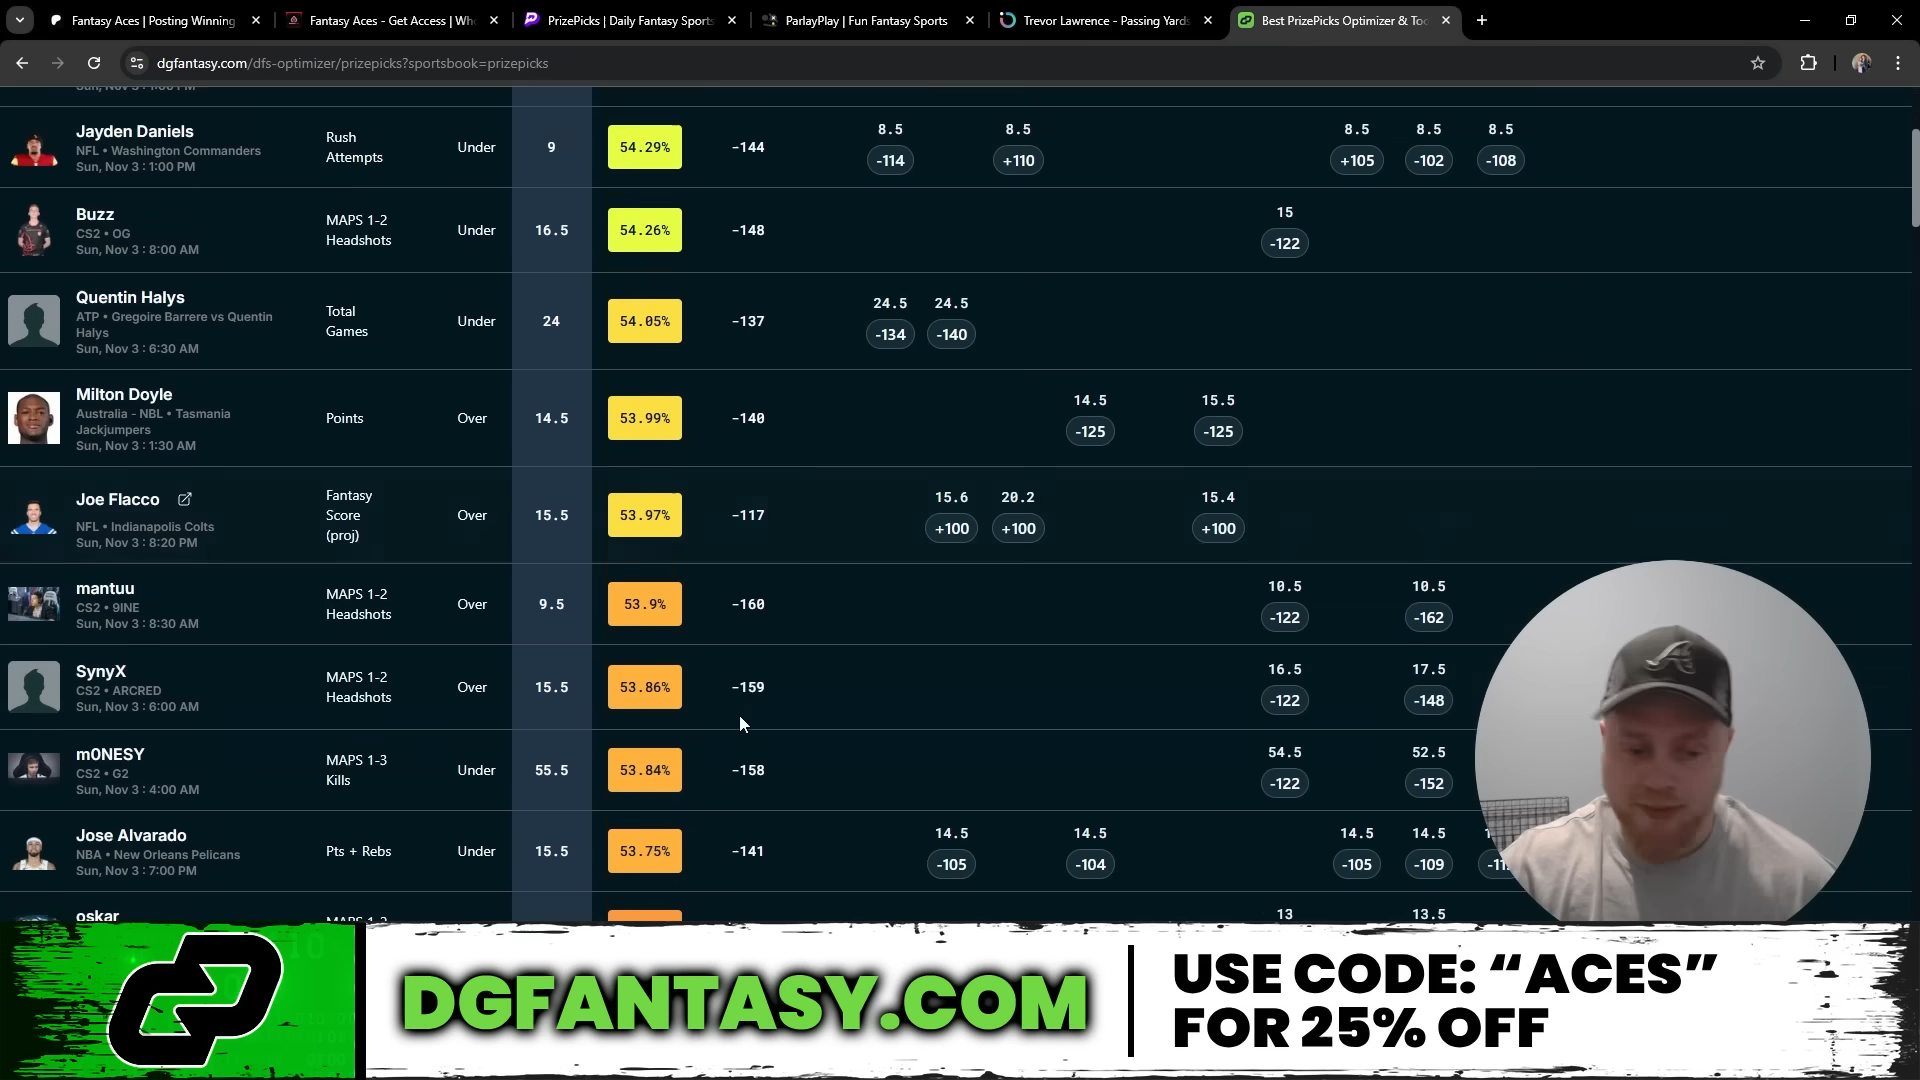 Fantasy Aces | Posting Winning
Fantasy Aces - Get Access | Wh
PrizePicks | Daily Fantasy Sports
ParlayPlay | Fun Fantasy Sports
Trevor Lawrence - Passing Yards
Best PrizePicks Optimizer & Too
dgfantasy.com/dfs-optimizer/prizepicks?sportsbook=prizepicks
Jayden Daniels
NFL • Washington Commanders
Sun, Nov 3 : 1:00 PM
Rush
Attempts
Under
9
54.29%
-144
8.5
-114
8.5
+110
8.5
+105
8.5
-102
8.5
-108
Buzz
CS2 • OG
Sun, Nov 3 : 8:00 AM
MAPS 1-2
Headshots
Under
16.5
54.26%
-148
15
-122
Quentin Halys
ATP • Gregoire Barrere vs Quentin
Halys
Sun, Nov 3 : 6:30 AM
Total
Games
Under
24
54.05%
-137
24.5
-134
24.5
-140
Milton Doyle
Australia - NBL • Tasmania
Jackjumpers
Sun, Nov 3 : 1:30 AM
Points
Over
14.5
53.99%
-140
14.5
-125
15.5
-125
Joe Flacco
NFL • Indianapolis Colts
Sun, Nov 3 : 8:20 PM
Fantasy
Score
(proj)
Over
15.5
53.97%
-117
15.6
+100
20.2
+100
15.4
+100
mantuu
CS2 • 9INE
Sun, Nov 3 : 8:30 AM
MAPS 1-2
Headshots
Over
9.5
53.9%
-160
10.5
-122
10.5
-162
SynyX
CS2 • ARCRED
Sun, Nov 3 : 6:00 AM
MAPS 1-2
Headshots
Over
15.5
53.86%
-159
16.5
-122
17.5
-148
m0NESY
CS2 • G2
Sun, Nov 3 : 4:00 AM
MAPS 1-3
Kills
Under
55.5
53.84%
-158
54.5
-122
52.5
-152
Jose Alvarado
NBA • New Orleans Pelicans
Sun, Nov 3 : 7:00 PM
Pts + Rebs
Under
15.5
53.75%
-141
14.5
-105
14.5
-104
14.5
-105
14.5
-109
oskar
MAPS 1-2
13
13.5
DGFANTASY.COM
USE CODE: “ACES”
FOR 25% OFF